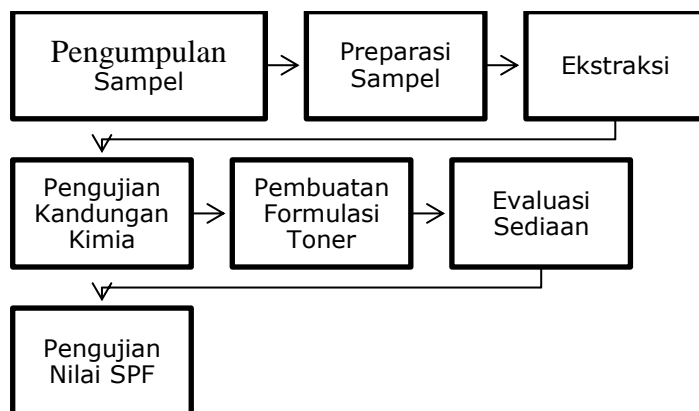 Pengumpulan
Sampel
Preparasi
Sampel
Ekstraksi
Pengujian
Kandungan
Kimia
Pembuatan
Formulasi
Toner
Evaluasi
Sediaan
Pengujian
Nilai SPF